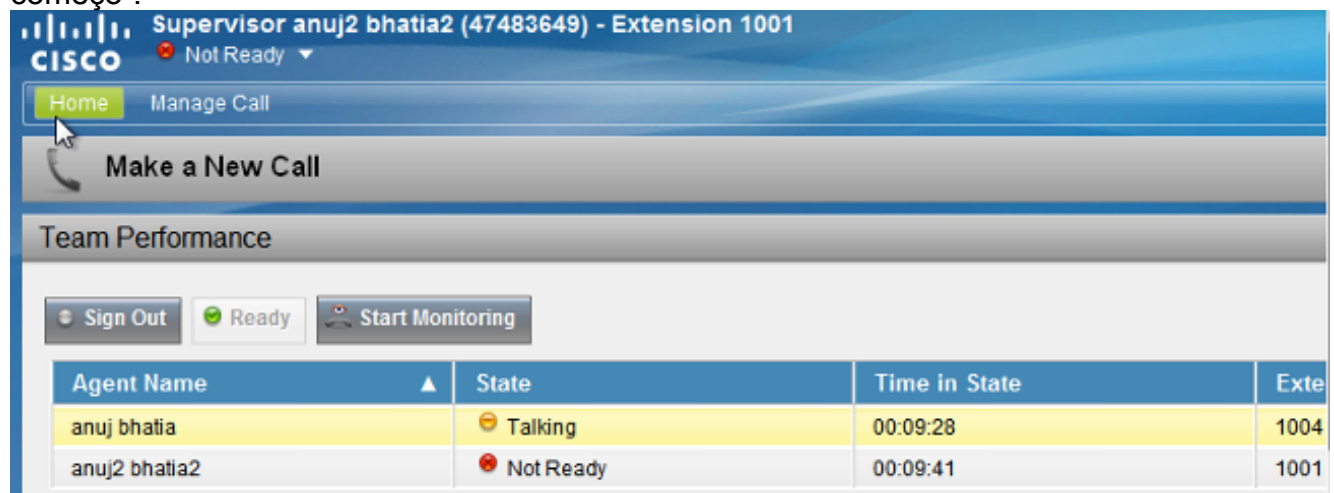 começo".
Supervisor anuj2 bhatia2 (47483649) - Extension 1001
CISCO Not Ready
Home Manage Call
Make a New Call
Team Performance
Sign Out Ready Start Monitoring
Agent Name State Time in State Exte
anuj bhatia Talking 00:09:28 1004
anuj2 bhatia2 Not Ready 00:09:41 1001